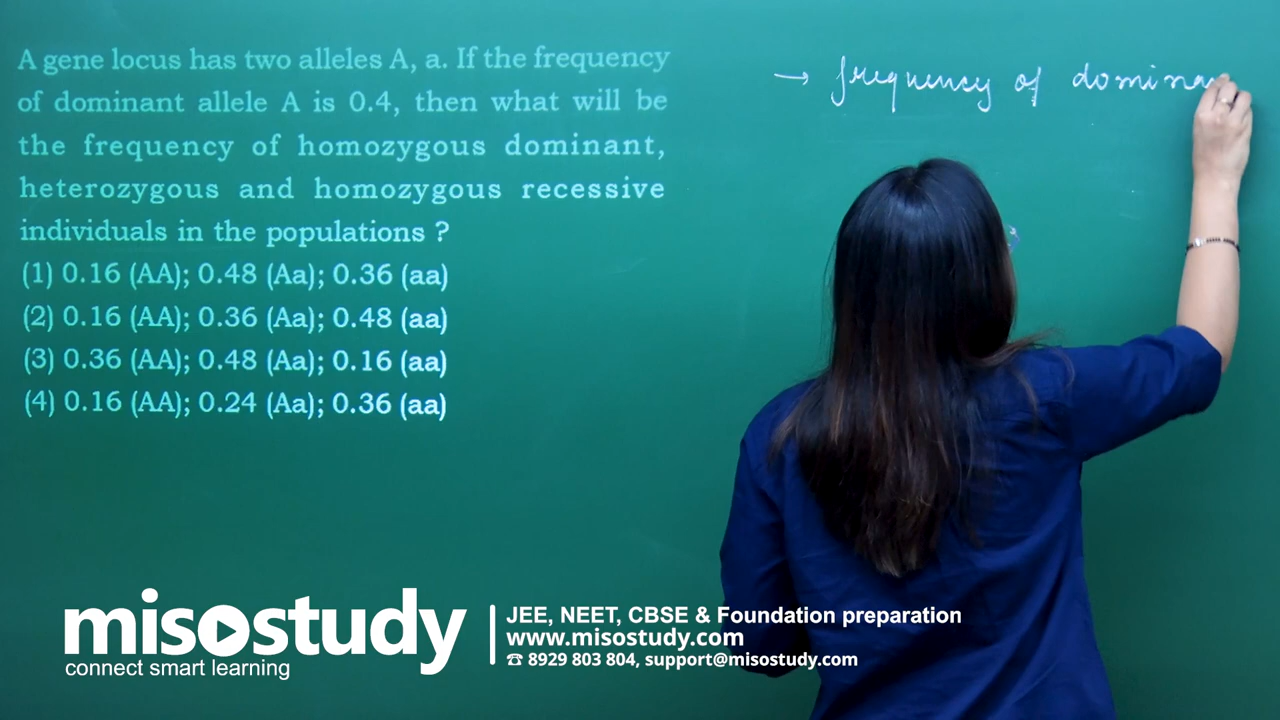 A gene locus has two alleles A, a. If the frequency
of dominant allele A is 0.4, then what will be
the frequency of homozygous dominant,
heterozygous and homozygous recessive
individuals in the populations ?
(1) 0.16 (AA); 0.48 (Aa); 0.36 (aa)
(2) 0.16 (AA); 0.36 (Aa); 0.48 (aa)
(3) 0.36 (AA); 0.48 (Aa); 0.16 (aa)
(4) 0.16 (AA); 0.24 (Aa); 0.36 (aa)
→ frequency of domina
misostudy
connect smart learning
JEE, NEET, CBSE & Foundation preparation
www.misostudy.com
☎ 8929 803 804, support@misostudy.com